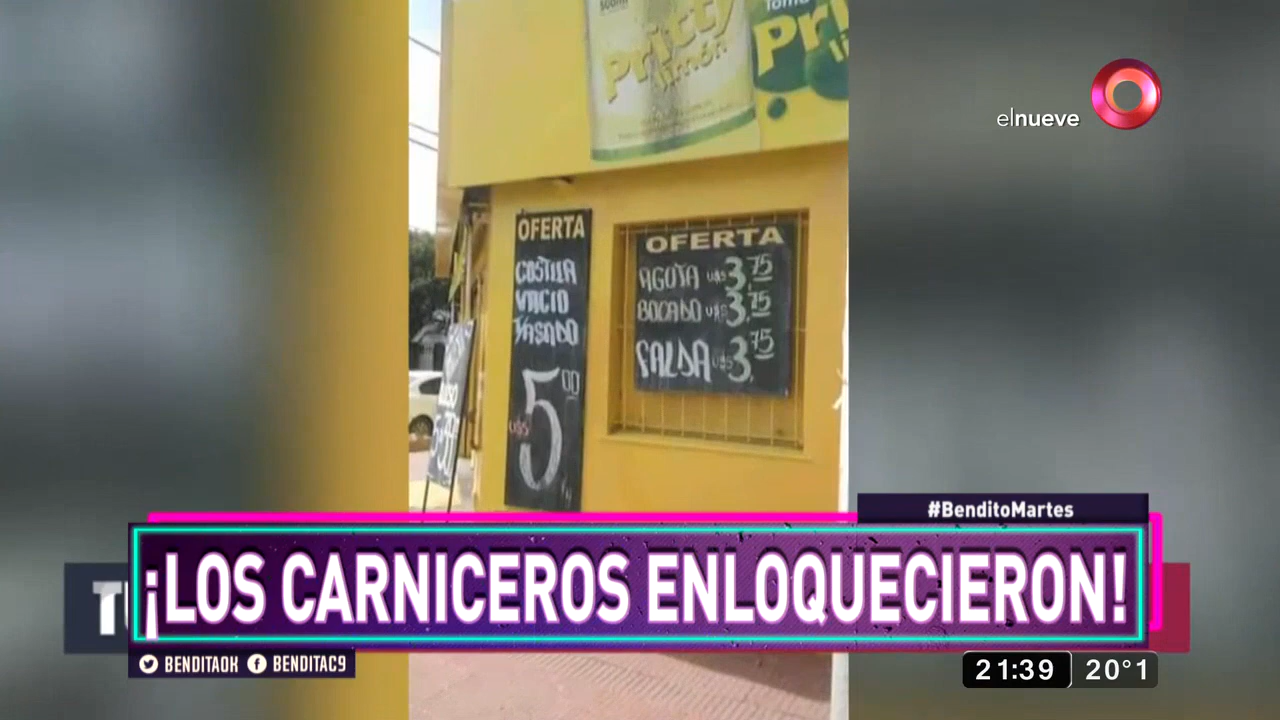 Pritty
limón
Pri
elnueve
OFERTA
COSTILLA
VACIO
T/ASADO
U$S 5,00
OFERTA
AGUJA U$S 3,75
BOCADO U$S 3,75
FALDA U$S 3,75
#BenditoMartes
¡LOS CARNICEROS ENLOQUECIERON!
BENDITAOK BENDITAC9
21:39 20°1